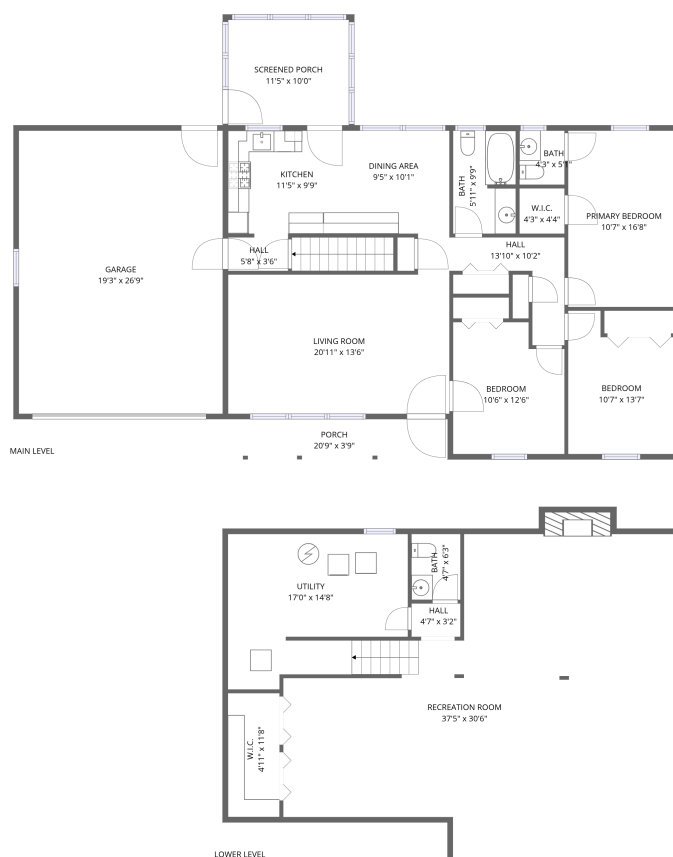 SCREENED PORCH
11'5" x 10'0"
KITCHEN
11'5" x 9'9"
DINING AREA
9'5" x 10'1"
BATH
5'11" x 9'9"
BATH
4'3" x 5'1"
W.I.C.
4'3" x 4'4"
PRIMARY BEDROOM
10'7" x 16'8"
HALL
5'8" x 3'6"
HALL
13'10" x 10'2"
GARAGE
19'3" x 26'9"
LIVING ROOM
20'11" x 13'6"
BEDROOM
10'6" x 12'6"
BEDROOM
10'7" x 13'7"
PORCH
20'9" x 3'9"
MAIN LEVEL
UTILITY
17'0" x 14'8"
BATH
4'7" x 6'3"
HALL
4'7" x 3'2"
RECREATION ROOM
37'5" x 30'6"
W.I.C.
4'11" x 11'8"
LOWER LEVEL